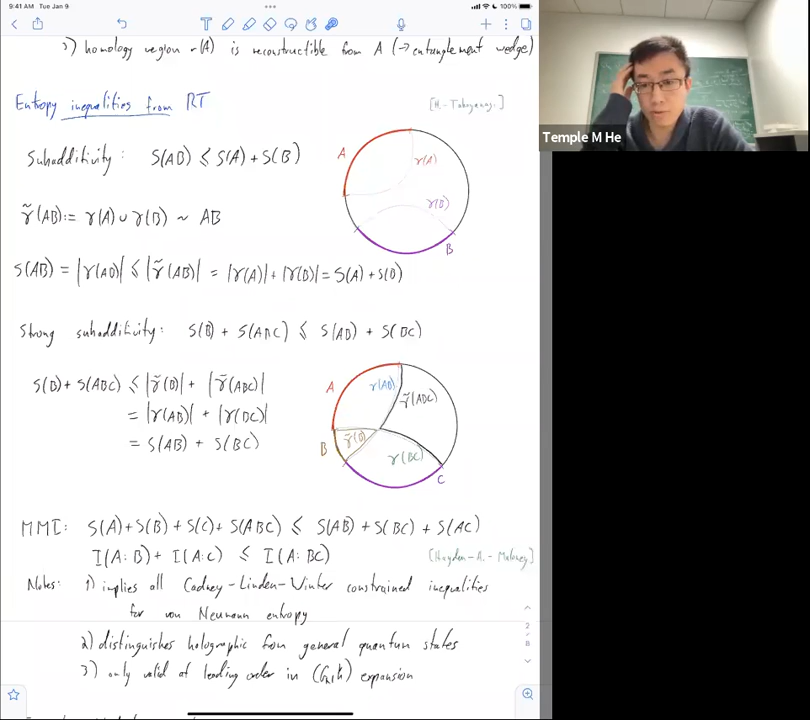 9:41 AM Tue Jan 9
100%
3) homology region r(A) is reconstructible from A (→ entanglement wedge)
Entropy inequalities from RT
[H.-Takayanagi]
Subadditivity: S(AB) ≤ S(A) + S(B)
A
γ(A)
γ(B)
B
γ̃(AB) := γ(A) ∪ γ(B) ~ AB
S(AB) = |γ(AB)| ≤ |γ̃(AB)| = |γ(A)| + |γ(B)| = S(A) + S(B)
Strong subadditivity: S(B) + S(ABC) ≤ S(AB) + S(BC)
S(B) + S(ABC) ≤ |γ̃(B)| + |γ̃(ABC)|
= |γ(AB)| + |γ(BC)|
= S(AB) + S(BC)
A
γ(AB)
γ̃(ABC)
B
γ̃(B)
γ(BC)
C
MMI: S(A) + S(B) + S(C) + S(ABC) ≤ S(AB) + S(BC) + S(AC)
I(A:B) + I(A:C) ≤ I(A:BC)
[Hayden-H.-Maloney]
Notes: 1) implies all Cadney-Linden-Winter constrained inequalities
for von Neumann entropy
2) distinguishes holographic from general quantum states
3) only valid at leading order in (G_N ħ) expansion
2
8
Temple M He